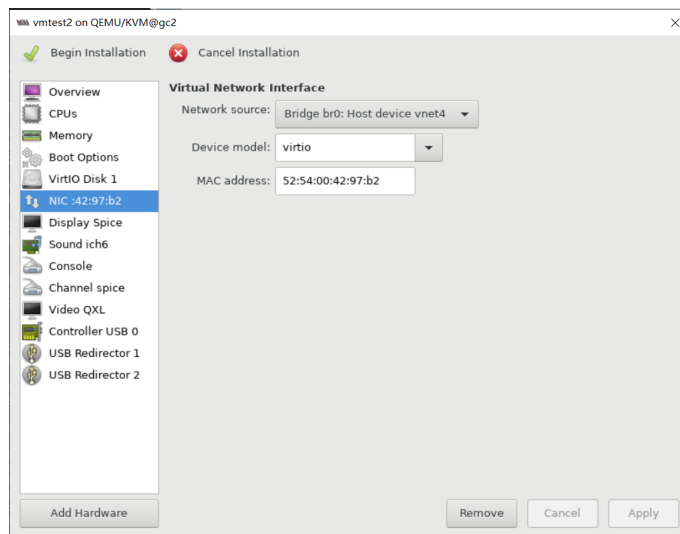 vmtest2 on QEMU/KVM@gc2
Begin Installation
Cancel Installation
Overview
CPUs
Memory
Boot Options
VirtIO Disk 1
NIC :42:97:b2
Display Spice
Sound ich6
Console
Channel spice
Video QXL
Controller USB 0
USB Redirector 1
USB Redirector 2
Add Hardware
Virtual Network Interface
Network source: Bridge br0: Host device vnet4
Device model: virtio
MAC address: 52:54:00:42:97:b2
Remove
Cancel
Apply